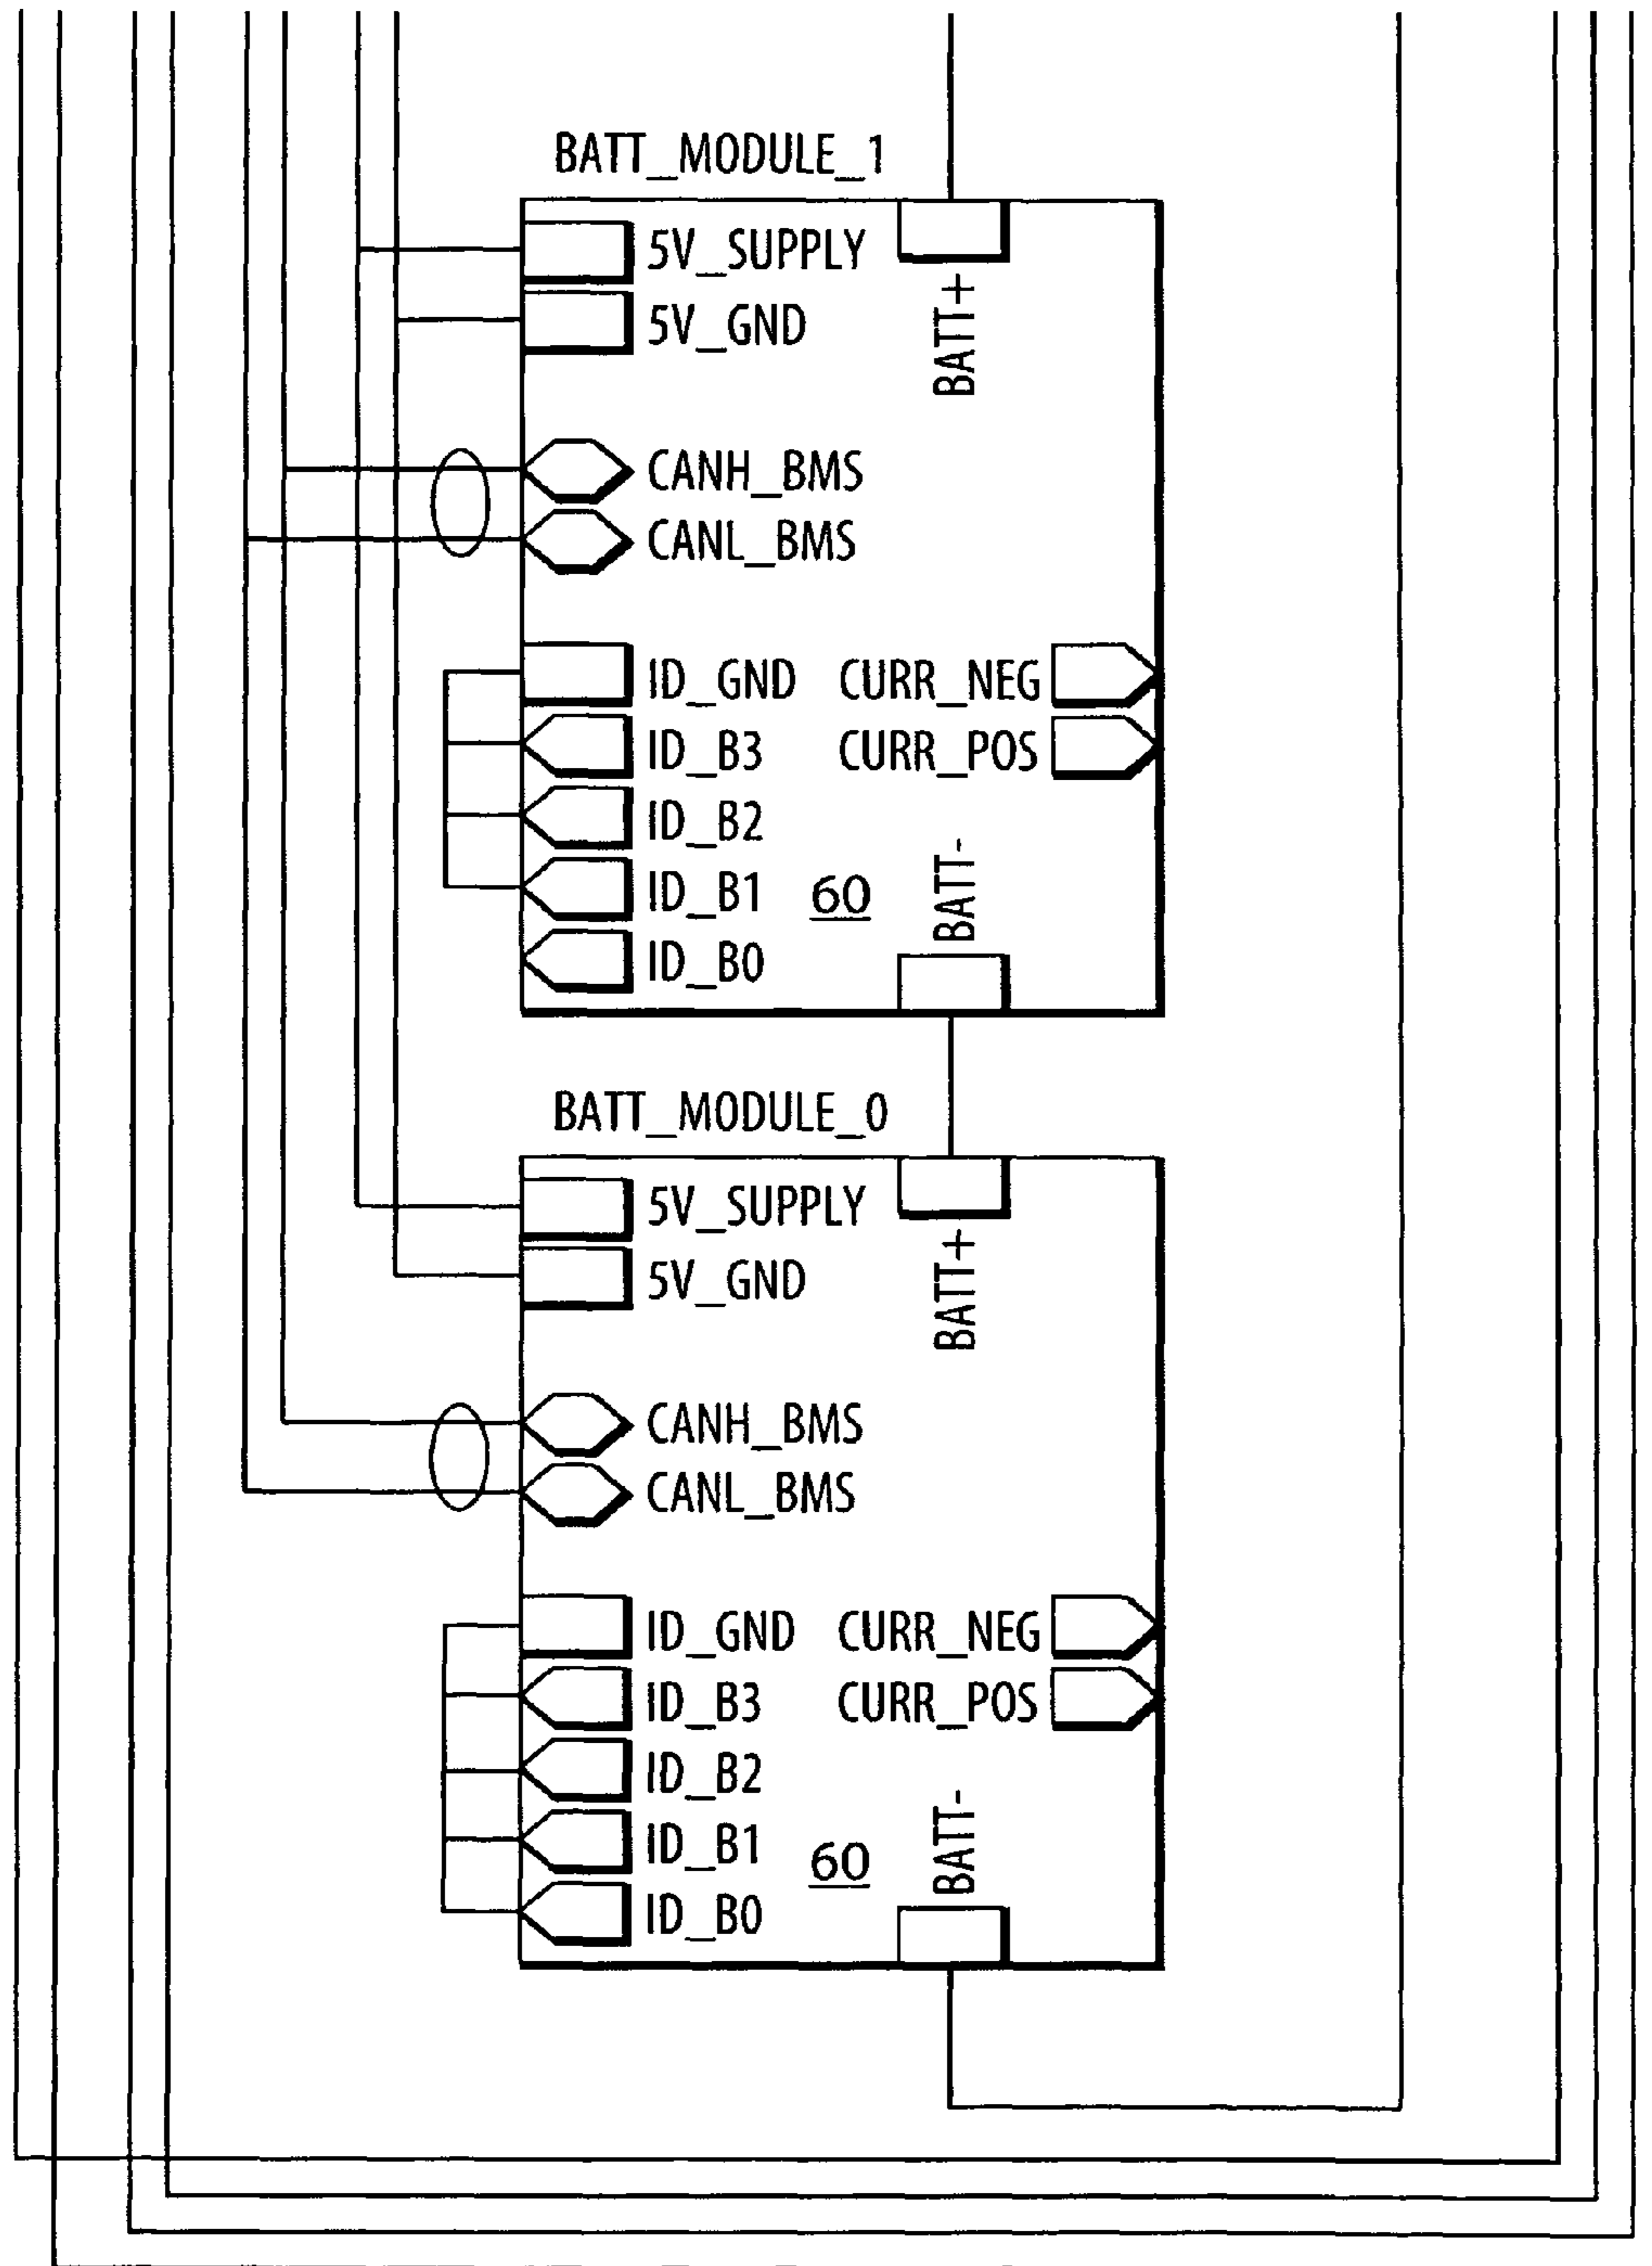 BATT_MODULE_1
5V_SUPPLY
BATT+
5V_GND
CANH_BMS
CANL_BMS
ID_GND CURR_NEG
ID_B3 CURR_POS
ID_B2
BATT-
ID_B1 60
ID_B0
BATT_MODULE_0
5V_SUPPLY
BATT+
5V_GND
CANH_BMS
CANL_BMS
ID_GND CURR_NEG
ID_B3 CURR_POS
ID_B2
BATT-
ID_B1 60
ID_B0